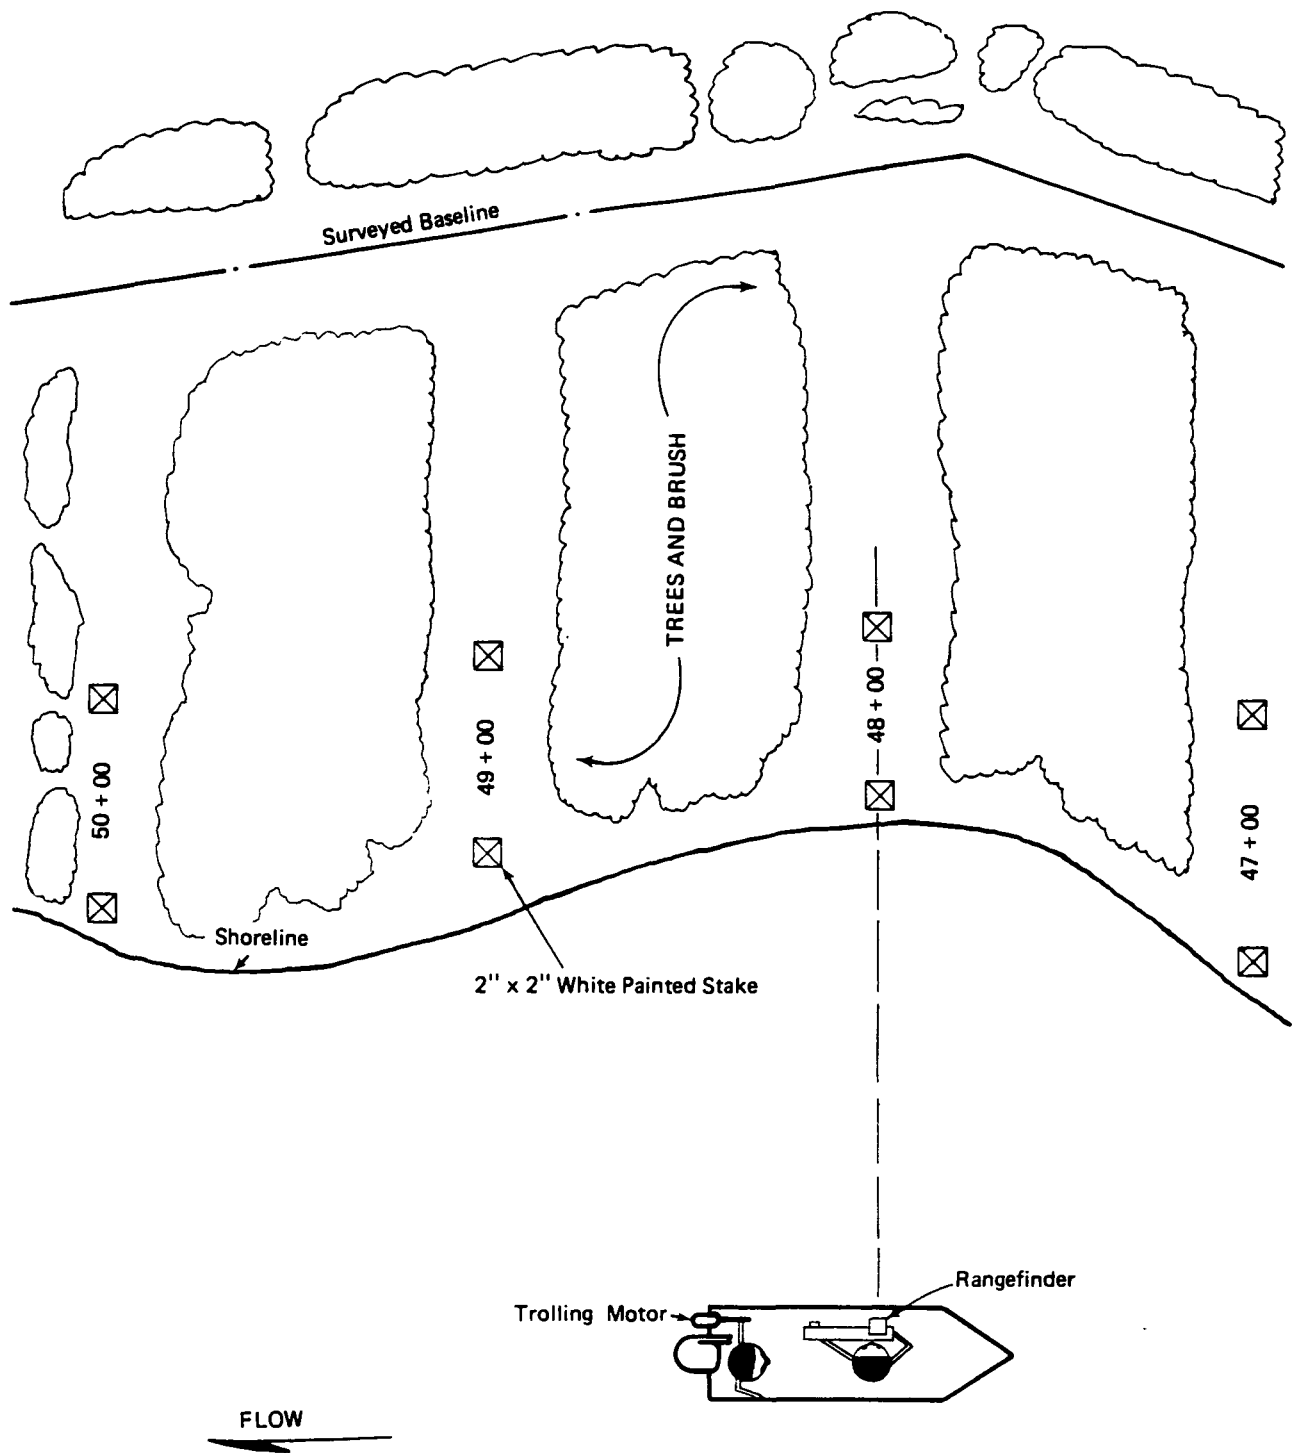 Surveyed Baseline
TREES AND BRUSH
48 + 00
49 + 00
50 + 00
47 + 00
Shoreline
2" x 2" White Painted Stake
Rangefinder
Trolling Motor
FLOW